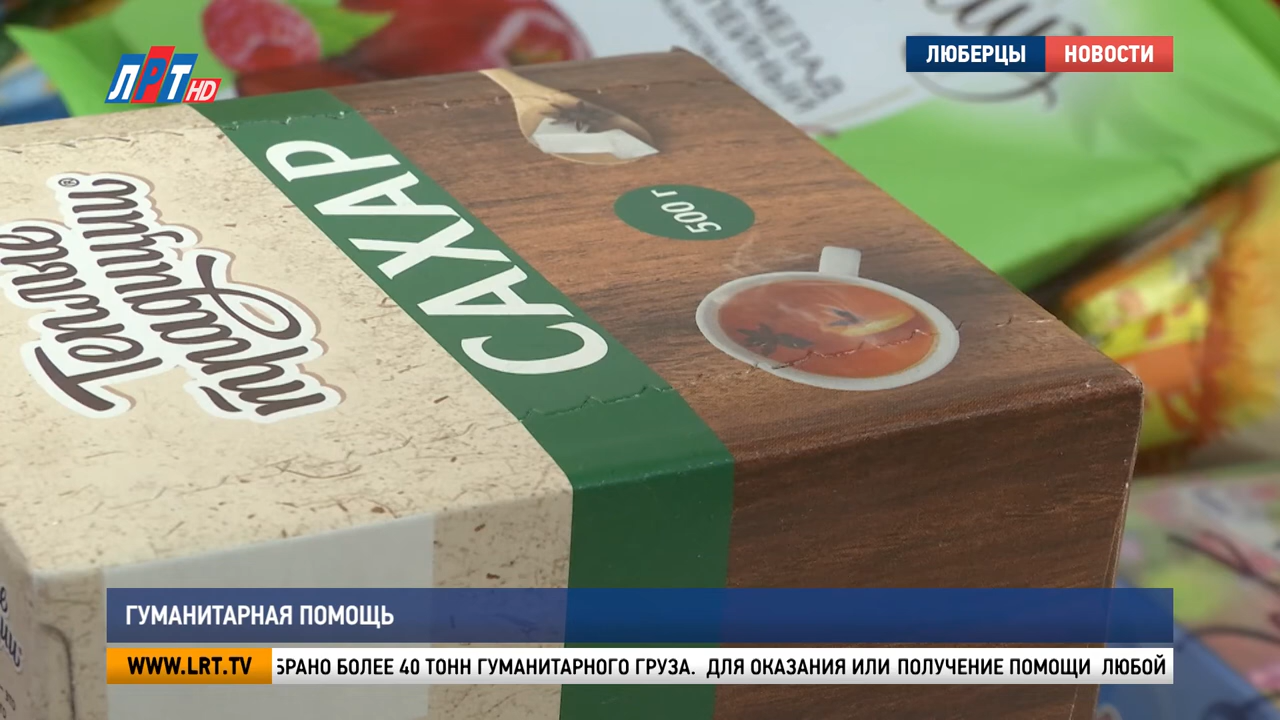 ЛРТ HD
ЛЮБЕРЦЫ НОВОСТИ
Теплые
традиции®
САХАР
500 г
ГУМАНИТАРНАЯ ПОМОЩЬ
WWW.LRT.TV
БРАНО БОЛЕЕ 40 ТОНН ГУМАНИТАРНОГО ГРУЗА. ДЛЯ ОКАЗАНИЯ ИЛИ ПОЛУЧЕНИЕ ПОМОЩИ ЛЮБОЙ